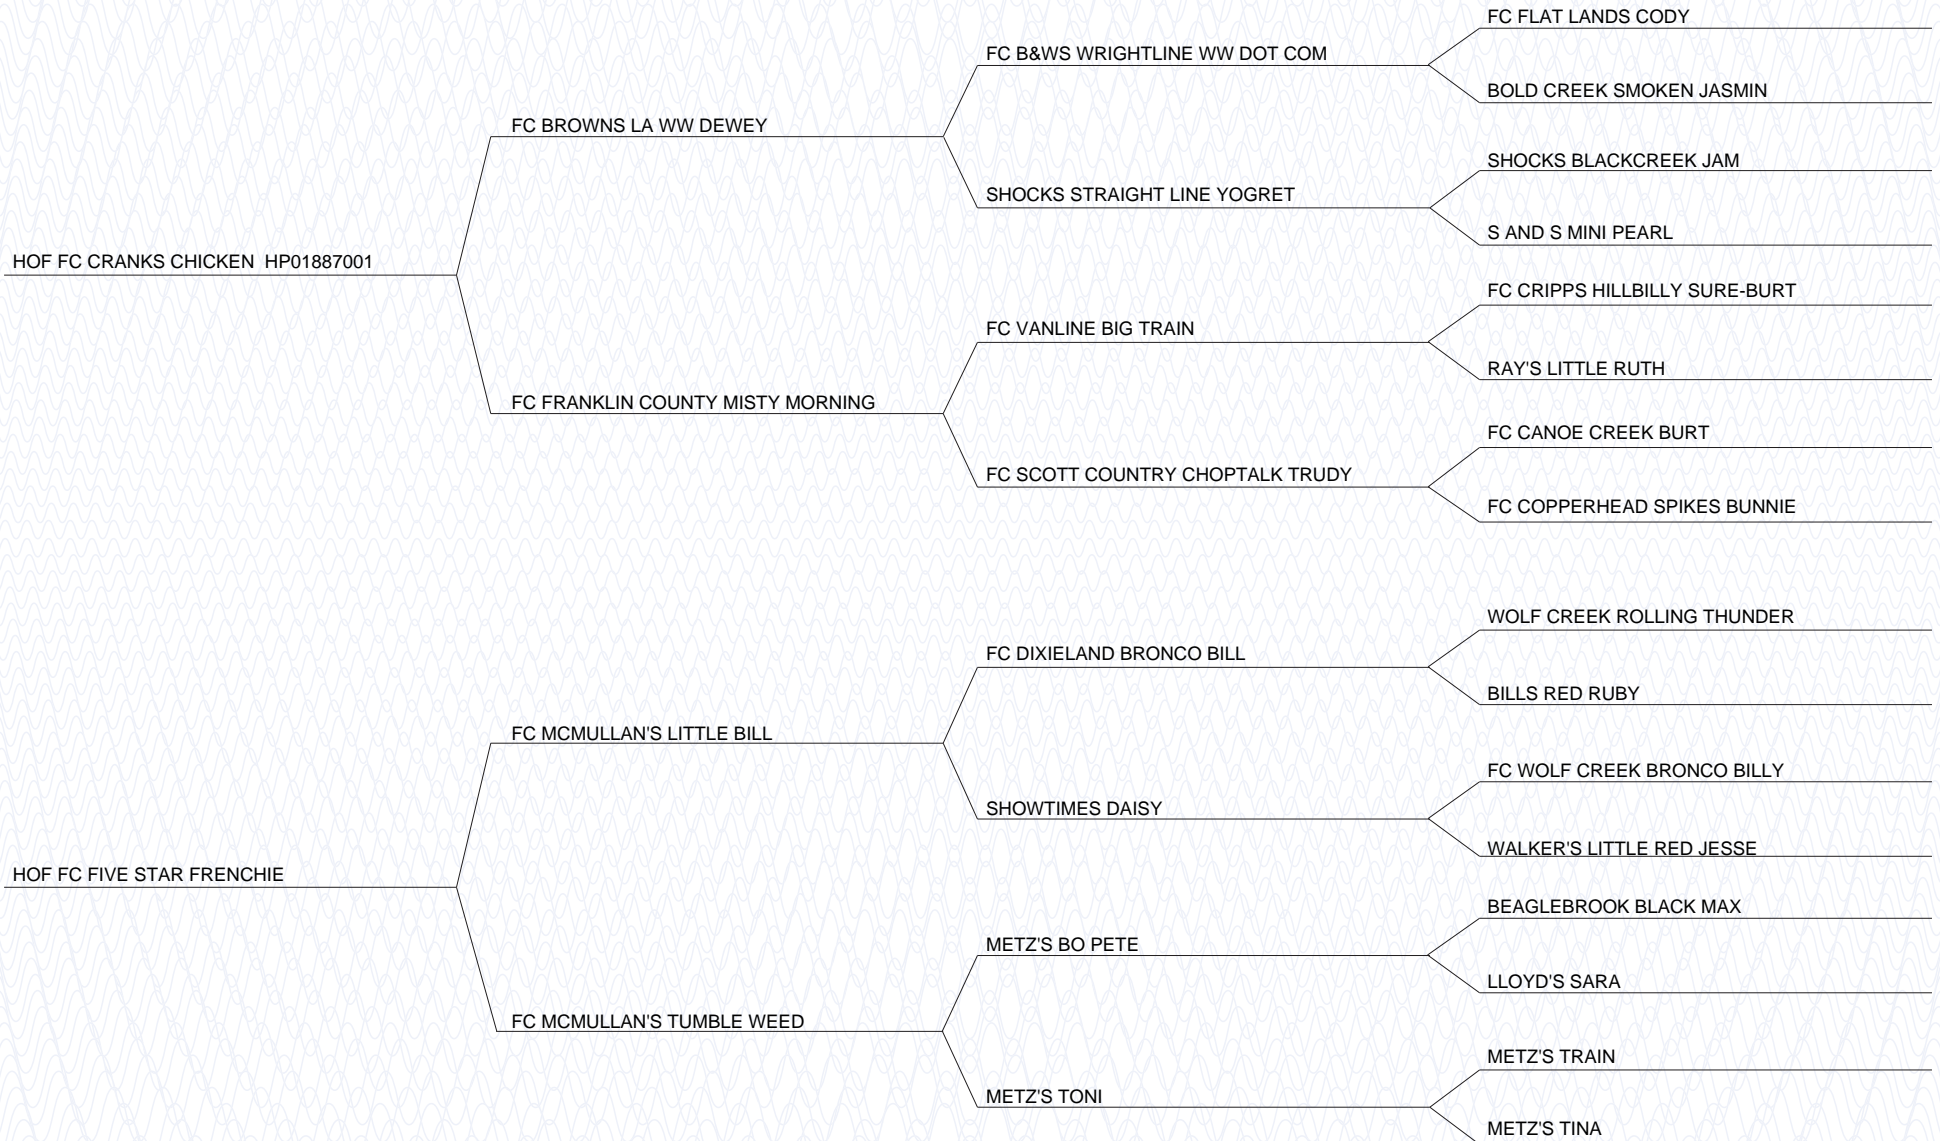 FC FLAT LANDS CODY
FC B&WS WRIGHTLINE WW DOT COM
BOLD CREEK SMOKEN JASMIN
FC BROWNS LA WW DEWEY
SHOCKS BLACKCREEK JAM
SHOCKS STRAIGHT LINE YOGRET
S AND S MINI PEARL
HOF FC CRANKS CHICKEN HP01887001
FC CRIPPS HILLBILLY SURE-BURT
FC VANLINE BIG TRAIN
RAY'S LITTLE RUTH
FC FRANKLIN COUNTY MISTY MORNING
FC CANOE CREEK BURT
FC SCOTT COUNTRY CHOPTALK TRUDY
FC COPPERHEAD SPIKES BUNNIE
WOLF CREEK ROLLING THUNDER
FC DIXIELAND BRONCO BILL
BILLS RED RUBY
FC MCMULLAN'S LITTLE BILL
FC WOLF CREEK BRONCO BILLY
SHOWTIMES DAISY
WALKER'S LITTLE RED JESSE
HOF FC FIVE STAR FRENCHIE
BEAGLEBROOK BLACK MAX
METZ'S BO PETE
LLOYD'S SARA
FC MCMULLAN'S TUMBLE WEED
METZ'S TRAIN
METZ'S TONI
METZ'S TINA